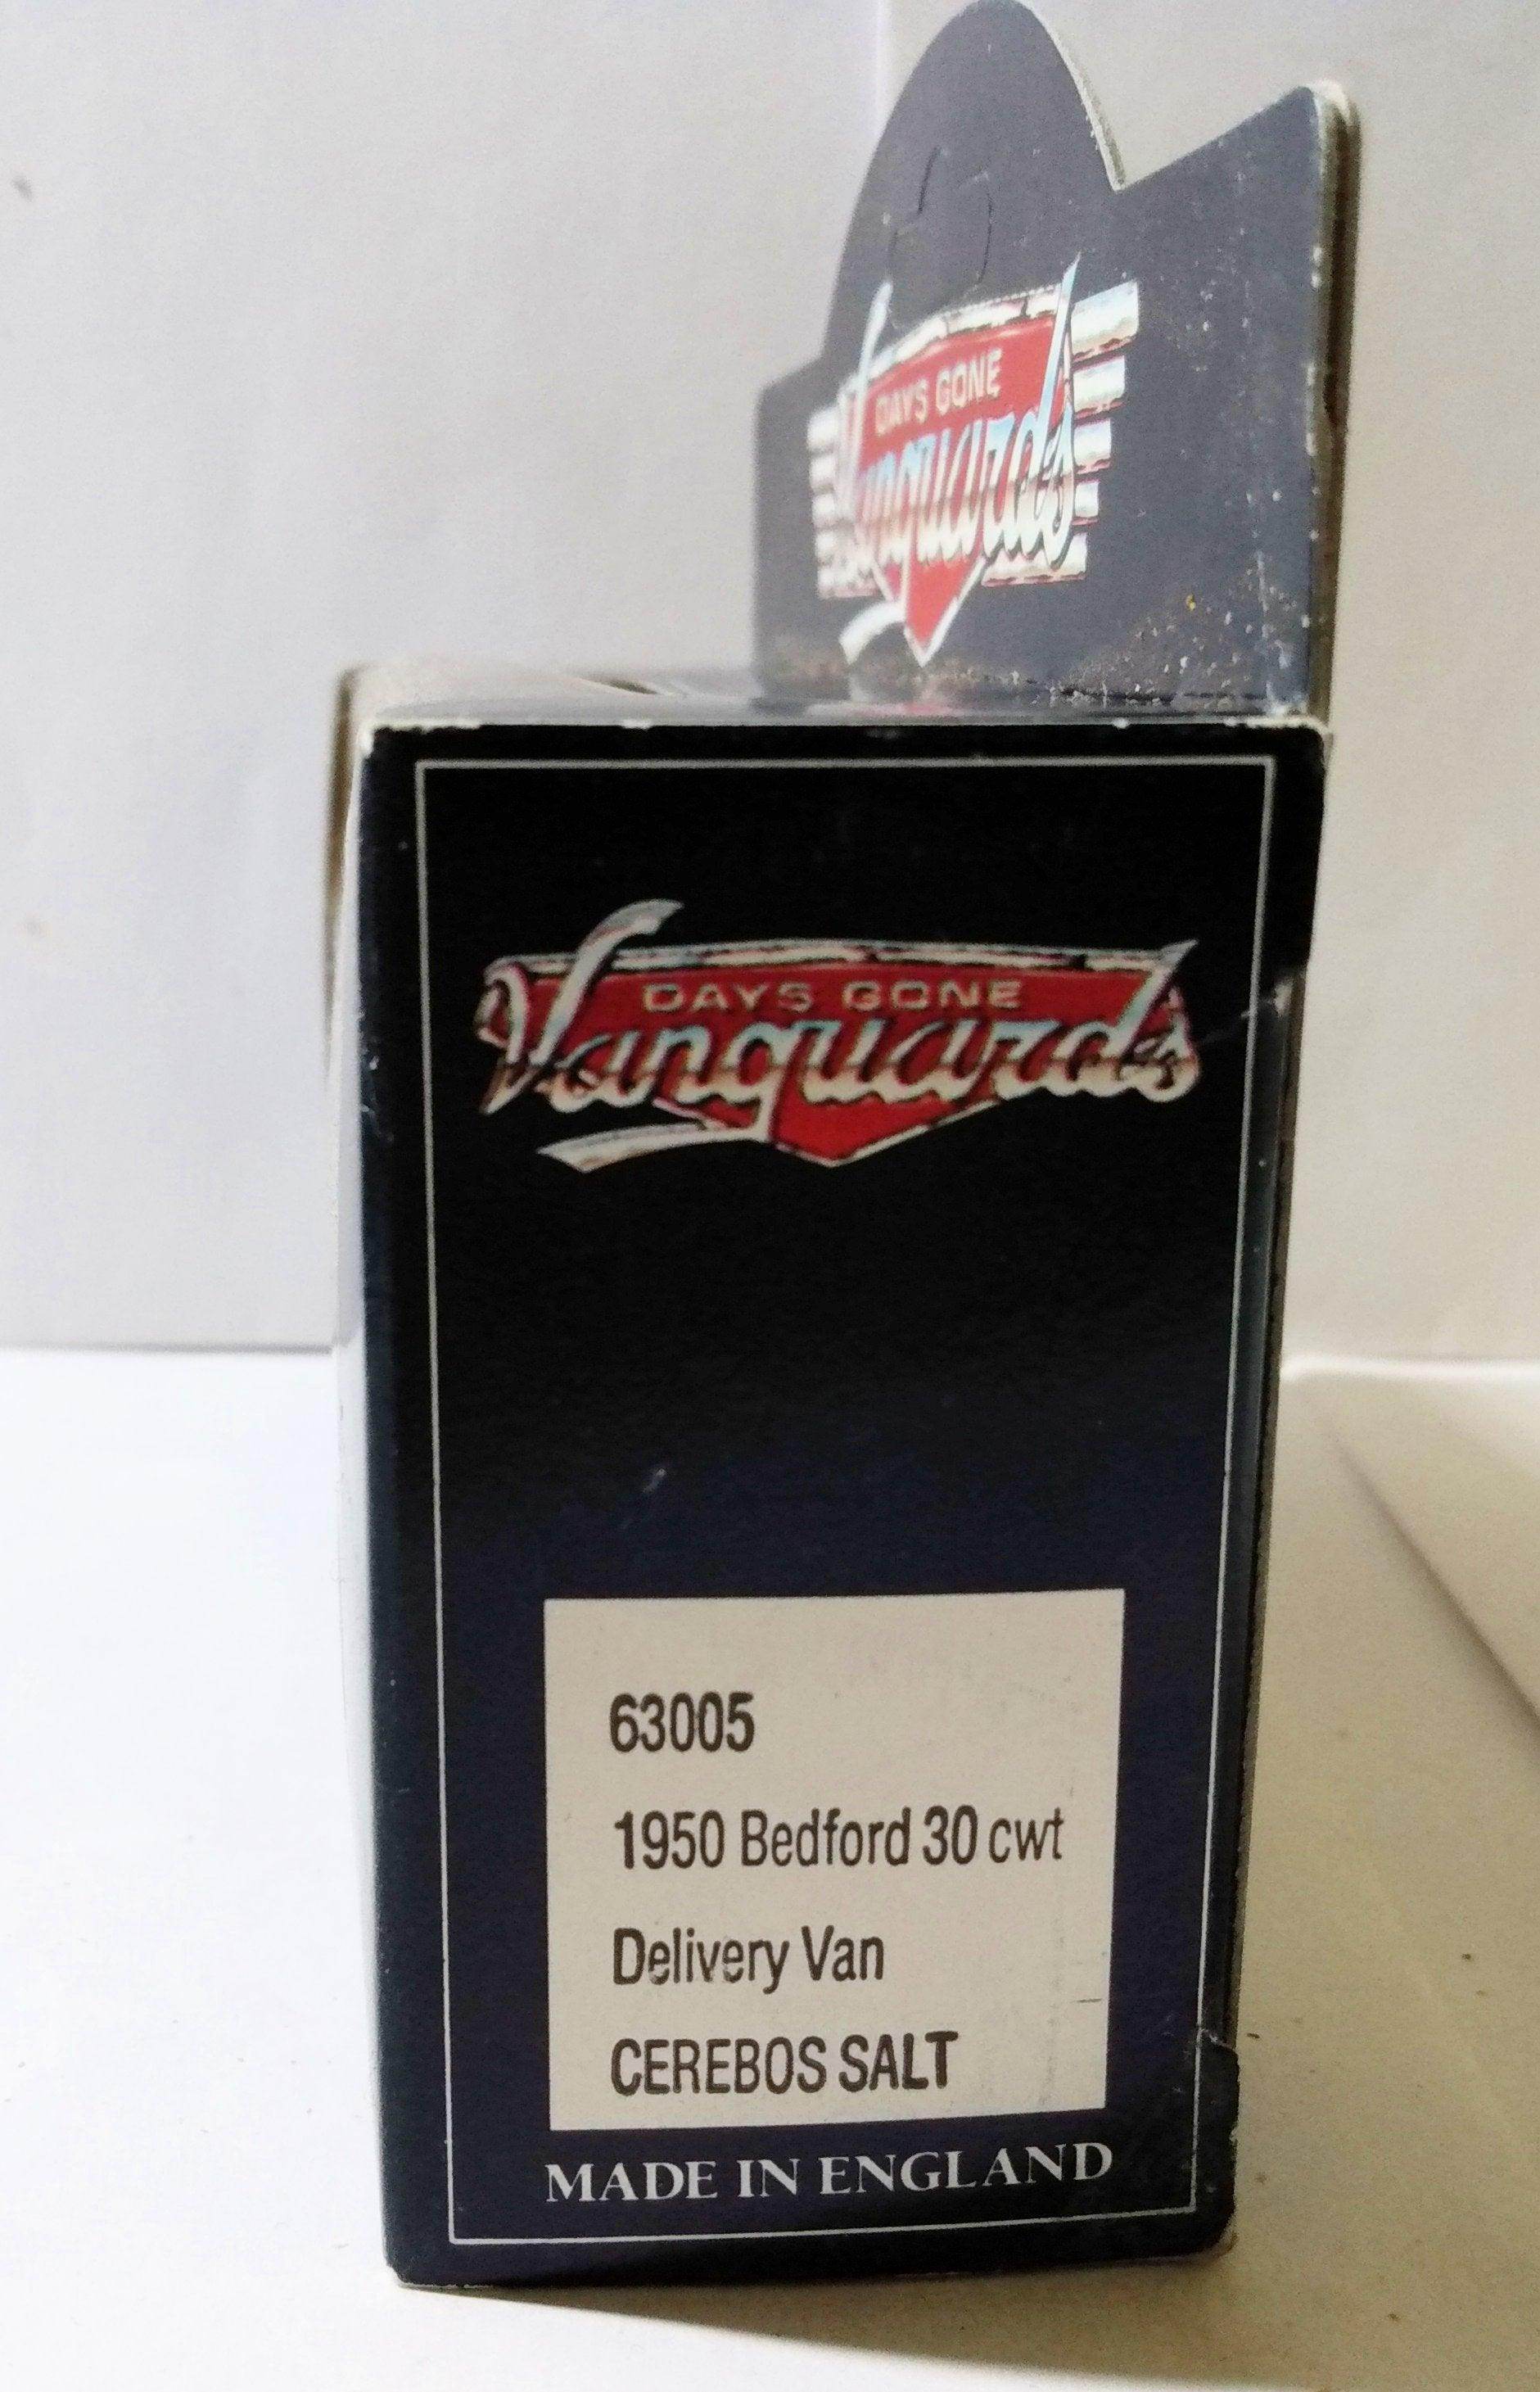 DAYS GONE
Vanguards
DAYS GONE
Vanguards
63005
1950 Bedford 30 cwt
Delivery Van
CEREBOS SALT
MADE IN ENGLAND